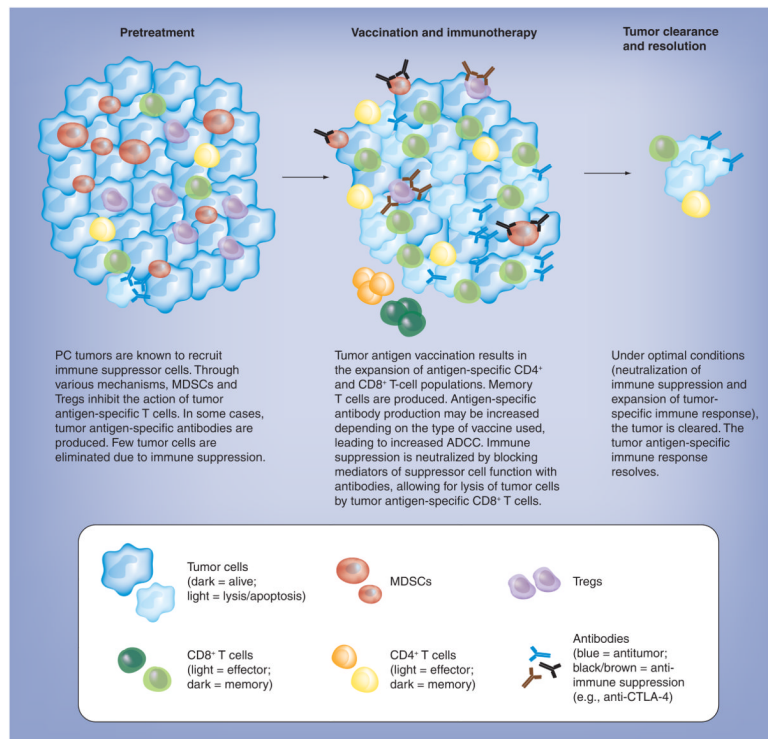 Pretreatment
Vaccination and immunotherapy
Tumor clearance
and resolution
PC tumors are known to recruit
immune suppressor cells. Through
various mechanisms, MDSCs and
Tregs inhibit the action of tumor
antigen-specific T cells. In some cases,
tumor antigen-specific antibodies are
produced. Few tumor cells are
eliminated due to immune suppression.
Tumor antigen vaccination results in
the expansion of antigen-specific CD4⁺
and CD8⁺ T-cell populations. Memory
T cells are produced. Antigen-specific
antibody production may be increased
depending on the type of vaccine used,
leading to increased ADCC. Immune
suppression is neutralized by blocking
mediators of suppressor cell function with
antibodies, allowing for lysis of tumor cells
by tumor antigen-specific CD8⁺ T cells.
Under optimal conditions
(neutralization of
immune suppression and
expansion of tumor-
specific immune response),
the tumor is cleared. The
tumor antigen-specific
immune response
resolves.
Tumor cells
(dark = alive;
light = lysis/apoptosis)
MDSCs
Tregs
CD8⁺ T cells
(light = effector;
dark = memory)
CD4⁺ T cells
(light = effector;
dark = memory)
Antibodies
(blue = antitumor;
black/brown = anti-
immune suppression
(e.g., anti-CTLA-4)